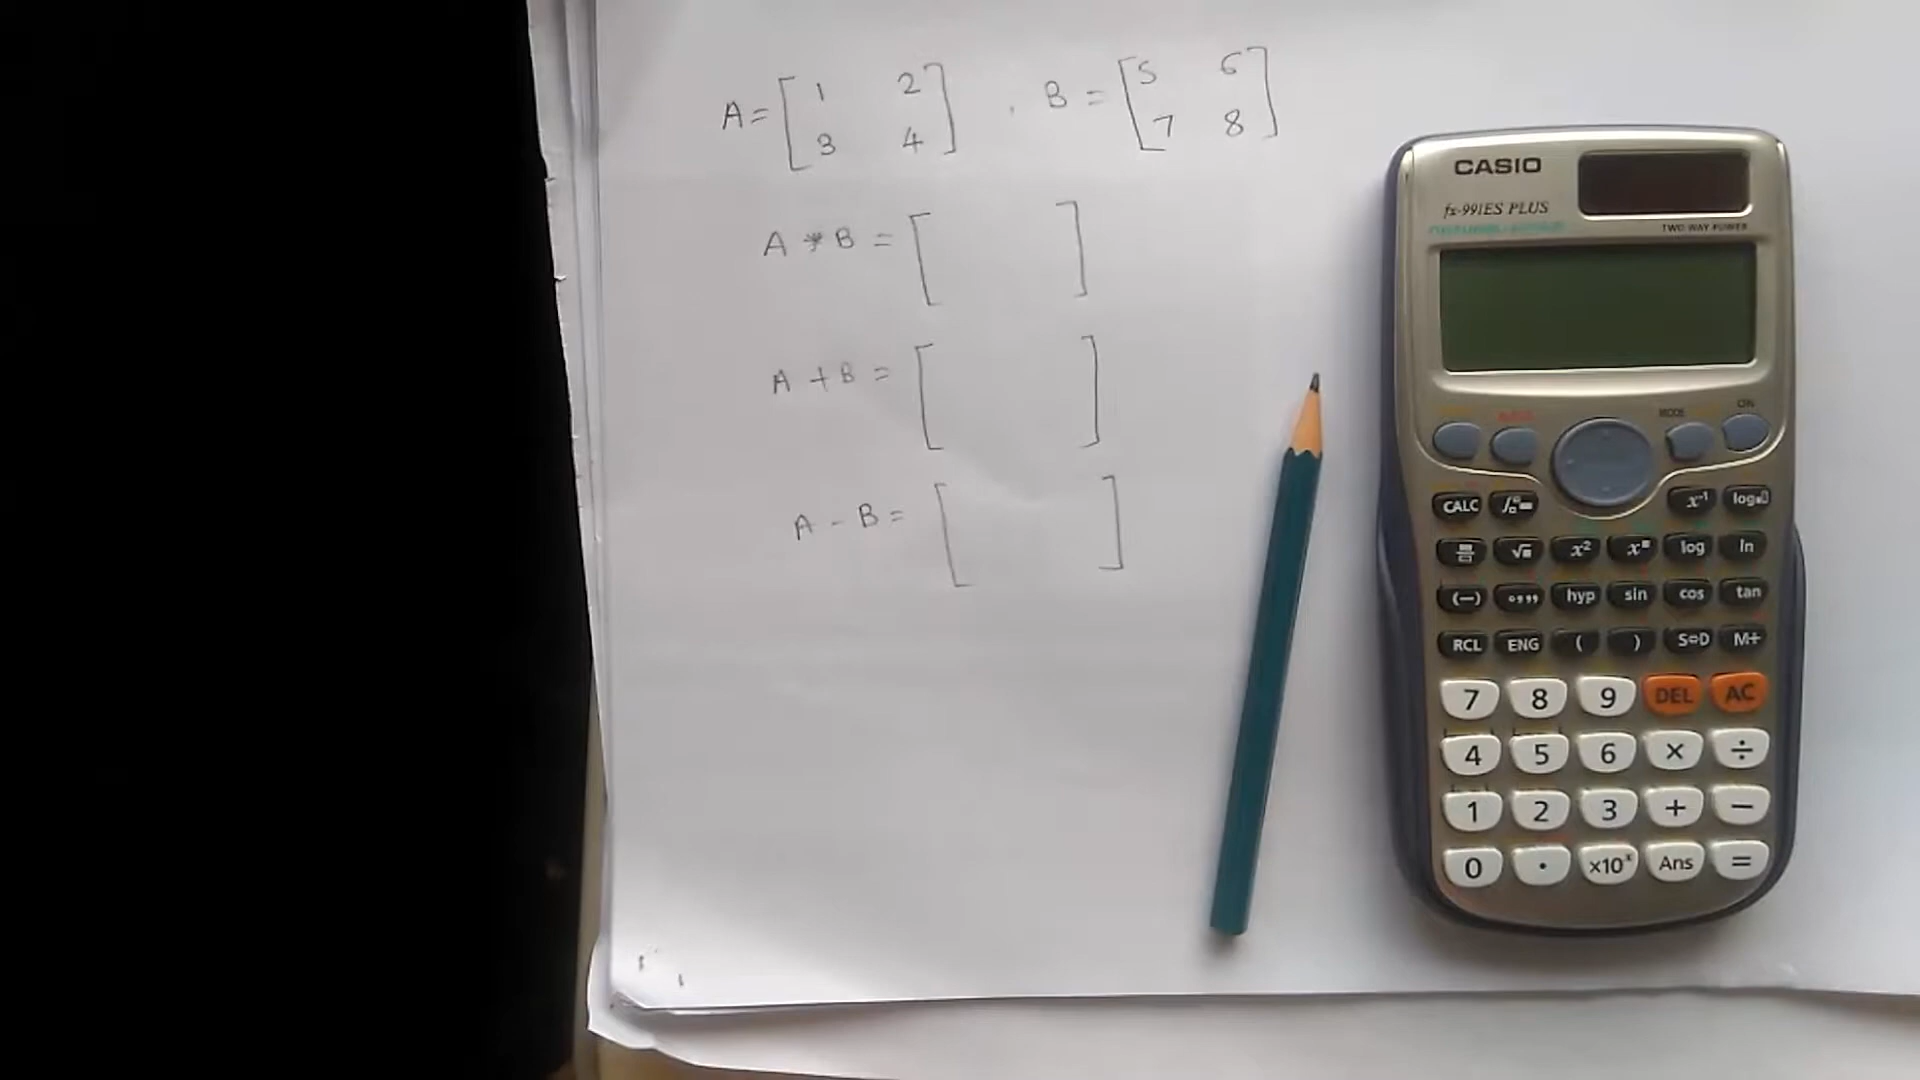 A = [ 1 2
3 4 ] , B = [ 5 6
7 8 ]
A * B = [ ]
A + B = [ ]
A - B = [ ]
CASIO
fx-991ES PLUS
TWO WAY POWER
MODE ON
CALC ∫ x⁻¹ log
√ x² x log ln
(−) °,,, hyp sin cos tan
RCL ENG ( ) S⇔D M+
7 8 9 DEL AC
4 5 6 × ÷
1 2 3 + −
0 . ×10ˣ Ans =